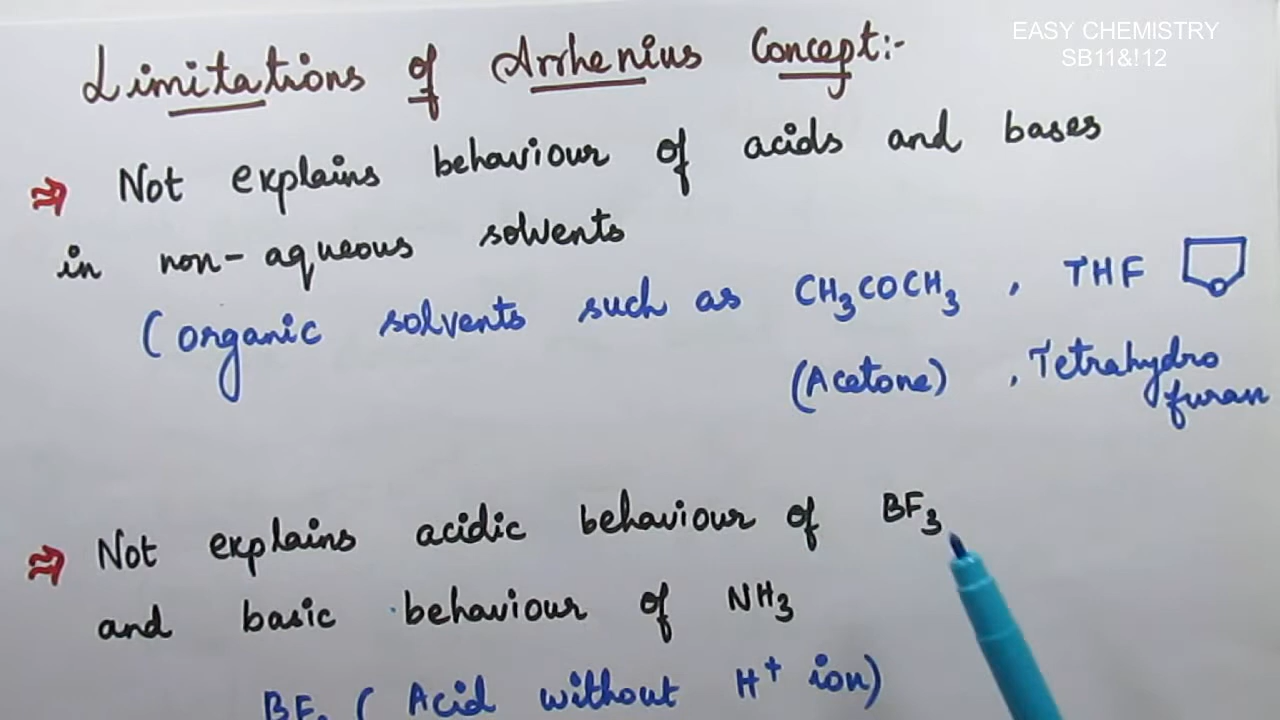 EASY CHEMISTRY
SB11&!12
Limitations of Arrhenius Concept:-
⇒ Not explains behaviour of acids and bases
in non-aqueous solvents
(organic solvents such as CH₃COCH₃ , THF
(Acetone) , Tetrahydro
furan
⇒ Not explains acidic behaviour of BF₃
and basic behaviour of NH₃
BF₃ ( Acid without H⁺ ion)